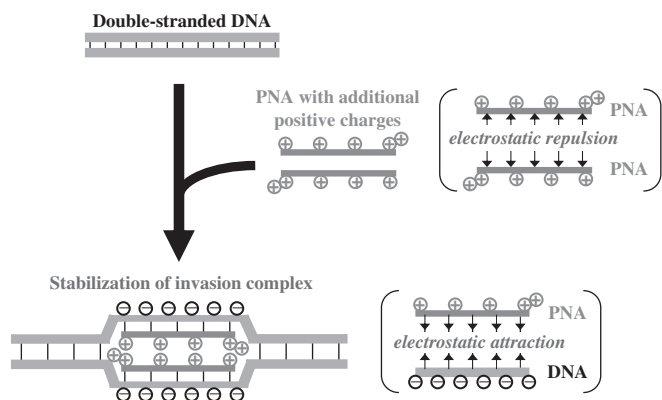 Double-stranded DNA
PNA with additional
positive charges
PNA
electrostatic repulsion
PNA
Stabilization of invasion complex
PNA
electrostatic attraction
DNA